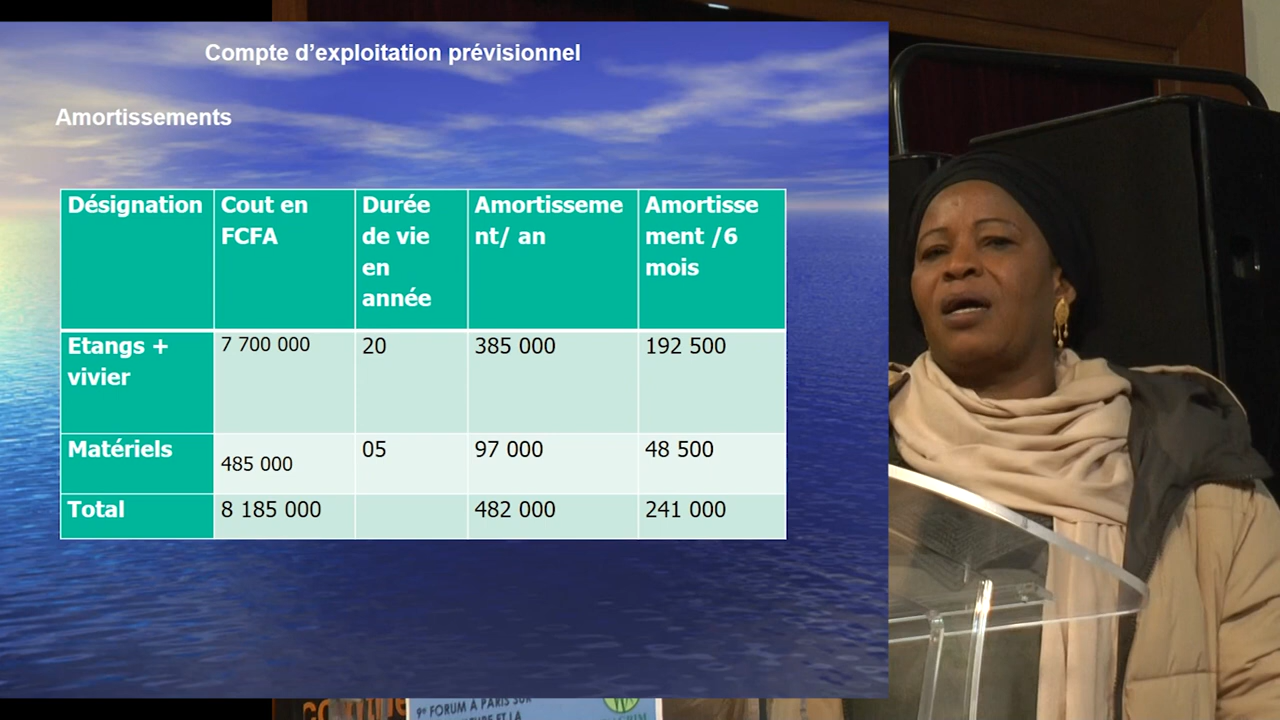 Compte d’exploitation prévisionnel
Amortissements
Désignation
Cout en
FCFA
Durée
de vie
en
année
Amortisseme
nt/ an
Amortisse
ment /6
mois
Etangs +
vivier
7 700 000
20
385 000
192 500
Matériels
485 000
05
97 000
48 500
Total
8 185 000
482 000
241 000
9e FORUM À PARIS SUR